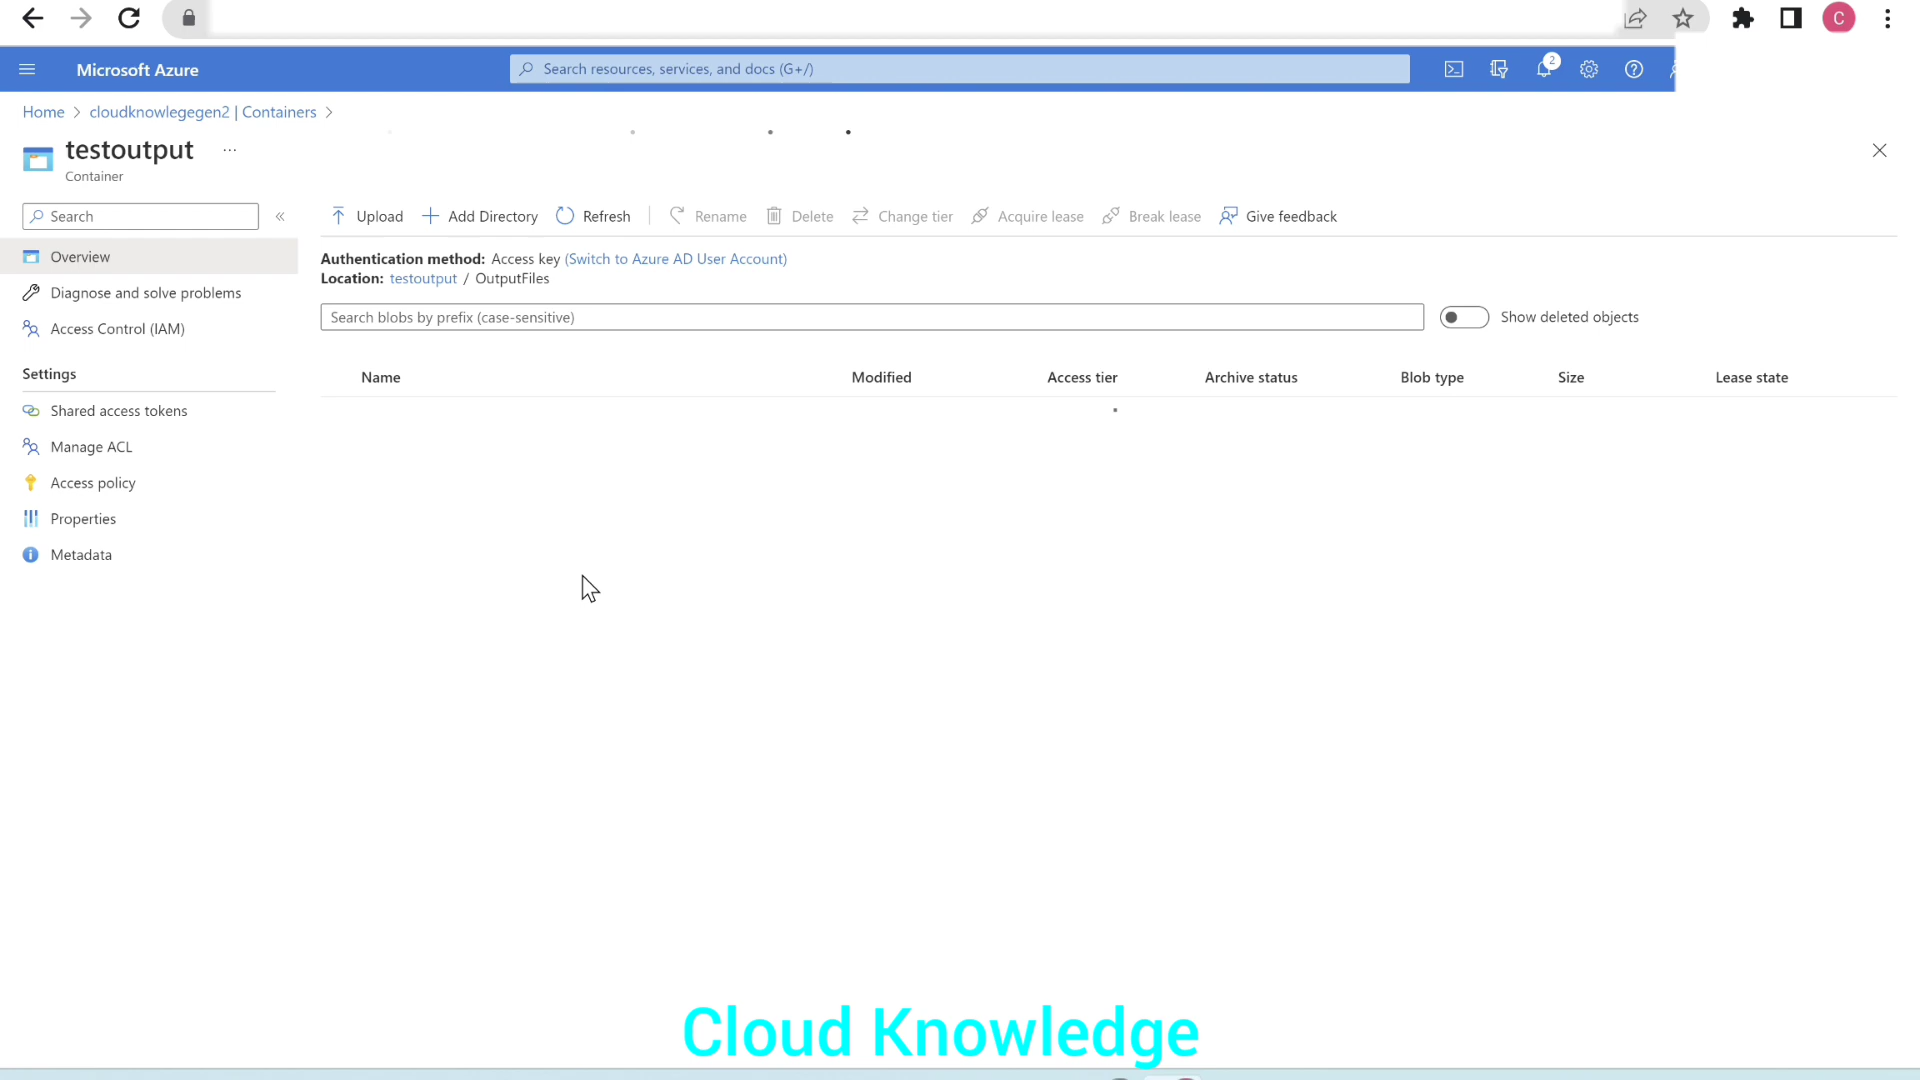 C
Microsoft Azure
Search resources, services, and docs (G+/)
2
Home > cloudknowlegegen2 | Containers >
testoutput ...
Container
Search «
Upload Add Directory Refresh Rename Delete Change tier Acquire lease Break lease Give feedback
Overview
Authentication method: Access key (Switch to Azure AD User Account)
Location: testoutput / OutputFiles
Diagnose and solve problems
Search blobs by prefix (case-sensitive) Show deleted objects
Access Control (IAM)
Settings
Name Modified Access tier Archive status Blob type Size Lease state
Shared access tokens
Manage ACL
Access policy
Properties
Metadata
Cloud Knowledge